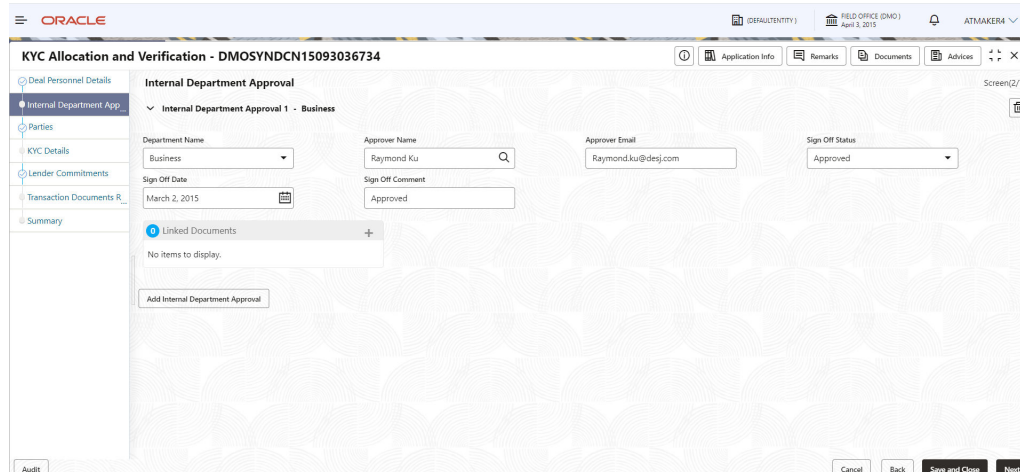 ORACLE
(DEFAULTENTITY)
FIELD OFFICE (DMO)
April 3, 2015
ATMAKER4
KYC Allocation and Verification - DMOSYNDCN15093036734
Application Info
Remarks
Documents
Advices
Deal Personnel Details
Internal Department App
Parties
KYC Details
Lender Commitments
Transaction Documents R
Summary
Internal Department Approval
Screen(2/
Internal Department Approval 1 - Business
Department Name
Approver Name
Approver Email
Sign Off Status
Business
Raymond Ku
Raymond.ku@desj.com
Approved
Sign Off Date
Sign Off Comment
March 2, 2015
Approved
0 Linked Documents
No items to display.
Add Internal Department Approval
Audit
Cancel
Back
Save and Close
Next